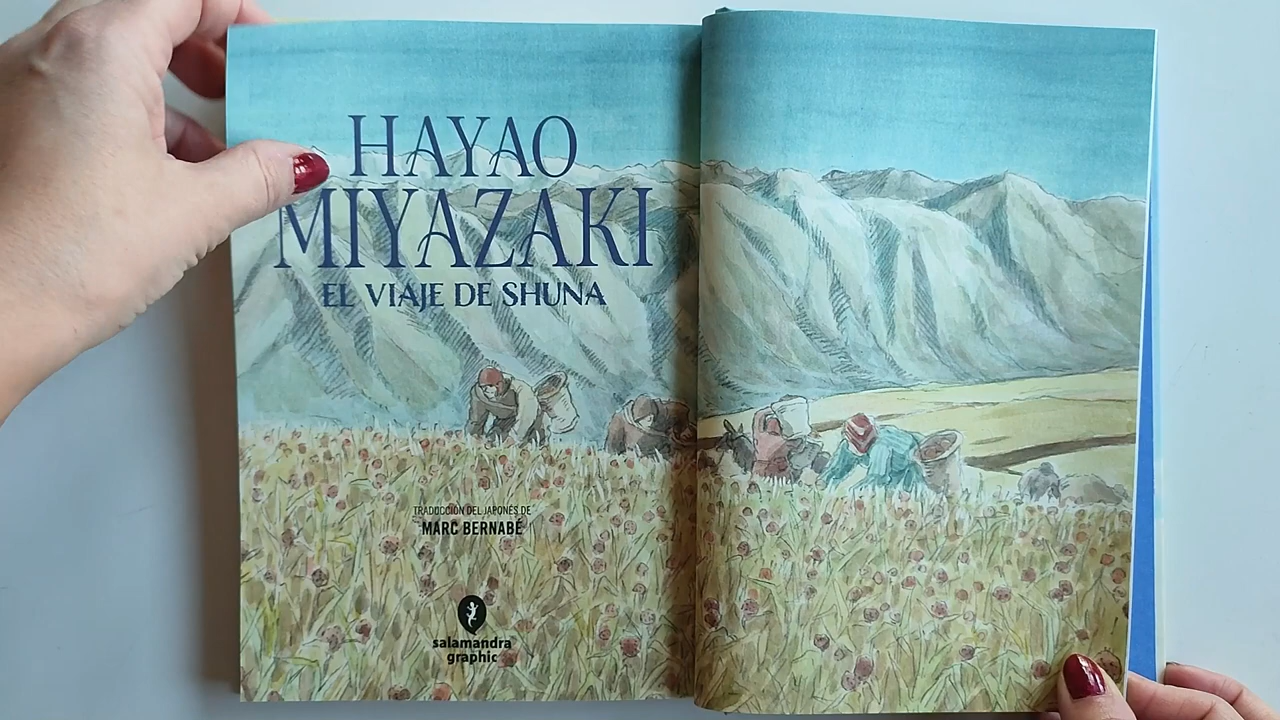 HAYAO
MIYAZAKI
EL VIAJE DE SHUNA
TRADUCCIÓN DEL JAPONÉS DE
MARC BERNABÉ
salamandra
graphic